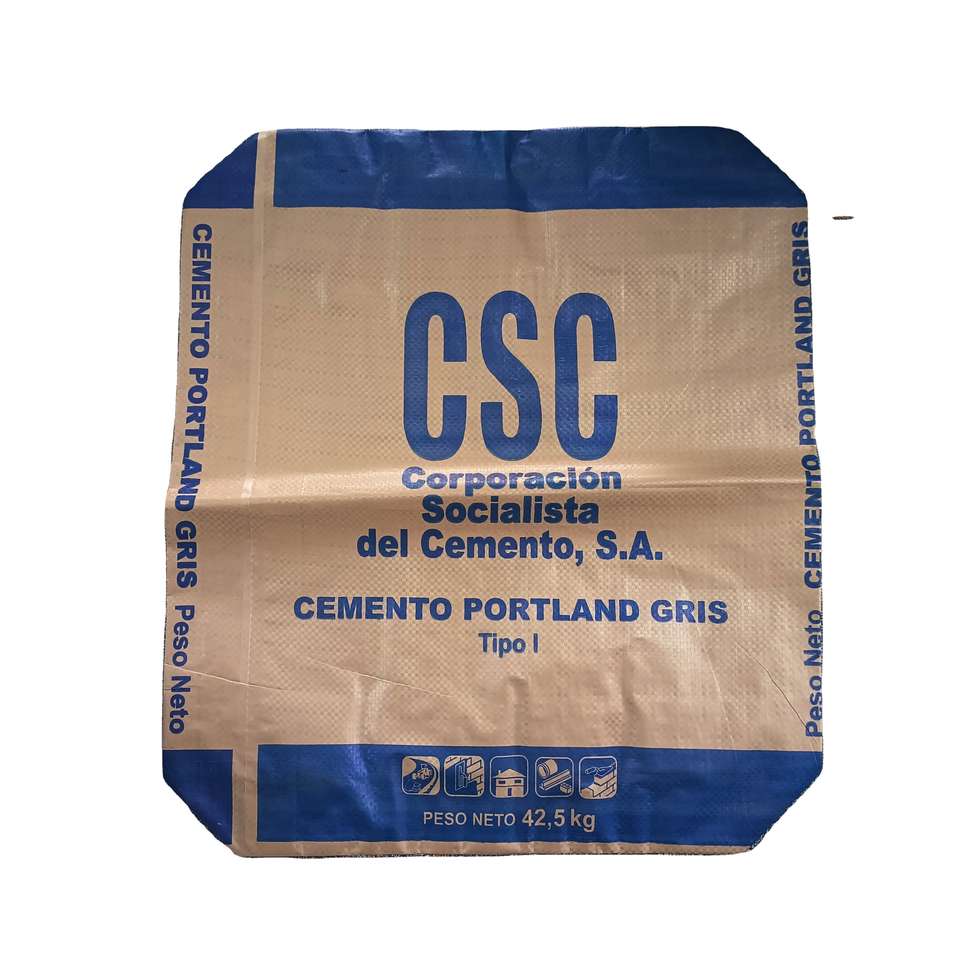 CSC
Corporación
Socialista
del Cemento, S.A.
CEMENTO PORTLAND GRIS
Tipo I
PESO NETO 42,5 kg
CEMENTO PORTLAND GRIS Peso Neto
Peso Neto CEMENTO PORTLAND GRIS